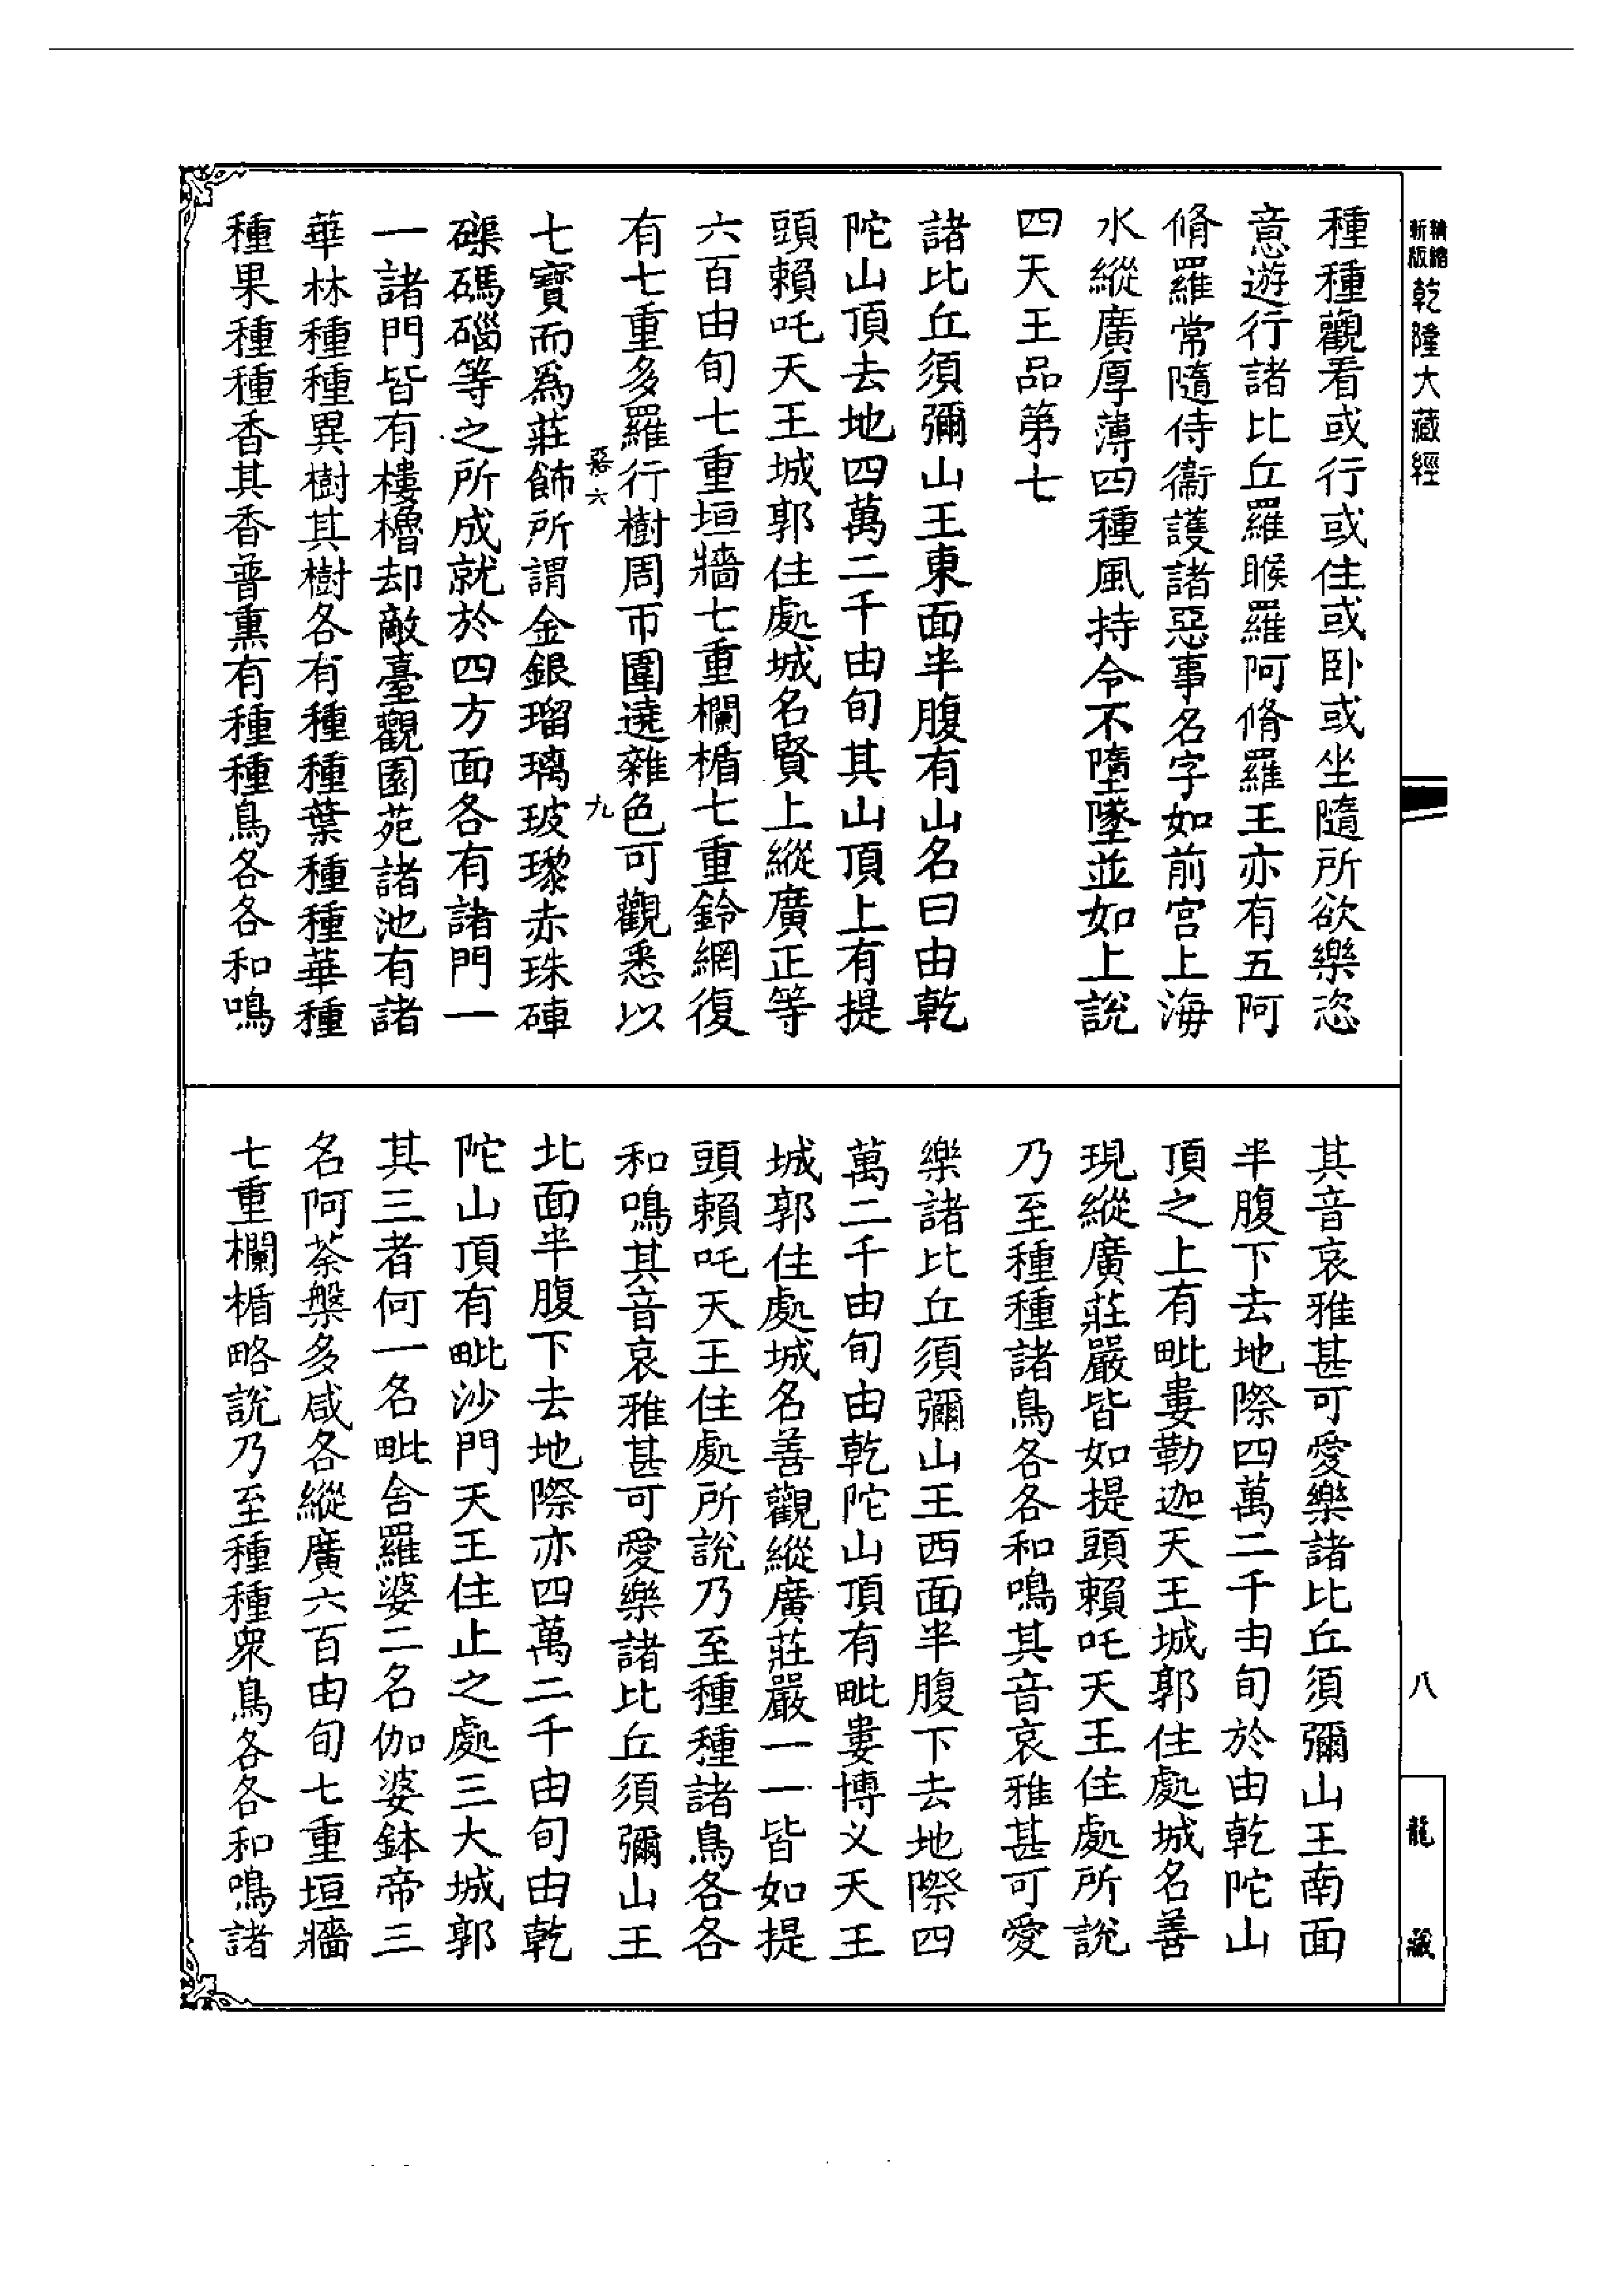 精縮新版乾隆大藏經
種種觀看或行或住或卧或坐隨所欲樂恣
意遊行諸比丘羅睺羅阿脩羅王亦有五阿
脩羅常隨侍衞護諸惡事名字如前宮上海
水縱廣厚薄四種風持令不墮墜並如上說
四天王品第七
諸比丘須彌山王東面半腹有山名曰由乾
陀山頂去地四萬二千由旬其山頂上有提
頭賴吒天王城郭住處城名賢上縱廣正等
六百由旬七重垣牆七重欄楯七重鈴網復
有七重多羅行樹周帀圍遶雜色可觀悉以
惡六 九
七寶而爲莊飾所謂金銀瑠璃玻瓈赤珠硨
磲碼碯等之所成就於四方面各有諸門一
一諸門皆有樓櫓却敵臺觀園苑諸池有諸
華林種種異樹其樹各有種種葉種種華種
種果種種香其香普熏有種種鳥各各和鳴
其音哀雅甚可愛樂諸比丘須彌山王南面
半腹下去地際四萬二千由旬於由乾陀山
頂之上有毗婁勒迦天王城郭住處城名善
現縱廣莊嚴皆如提頭賴吒天王住處所說
乃至種種諸鳥各各和鳴其音哀雅甚可愛
樂諸比丘須彌山王西面半腹下去地際四
萬二千由旬由乾陀山頂有毗婁博义天王
城郭住處城名善觀縱廣莊嚴一一皆如提
頭賴吒天王住處所說乃至種種諸鳥各各
和鳴其音哀雅甚可愛樂諸比丘須彌山王
北面半腹下去地際亦四萬二千由旬由乾
陀山頂有毗沙門天王住止之處三大城郭
其三者何一名毗舍羅婆二名伽婆鉢帝三
名阿荼槃多咸各縱廣六百由旬七重垣牆
七重欄楯略說乃至種種眾鳥各各和鳴諸
八
龍藏